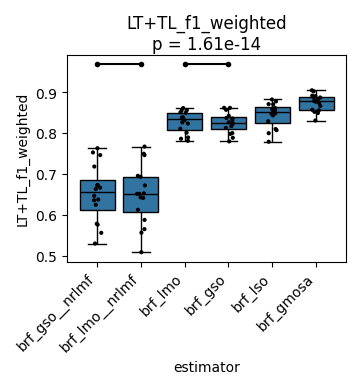 LT+TL_f1_weighted
p = 1.61e-14
LT+TL_f1_weighted
0.9
0.8
0.7
0.6
0.5
brf_gso__nrlmf
brf_lmo__nrlmf
brf_lmo
brf_gso
brf_lso
brf_gmosa
estimator